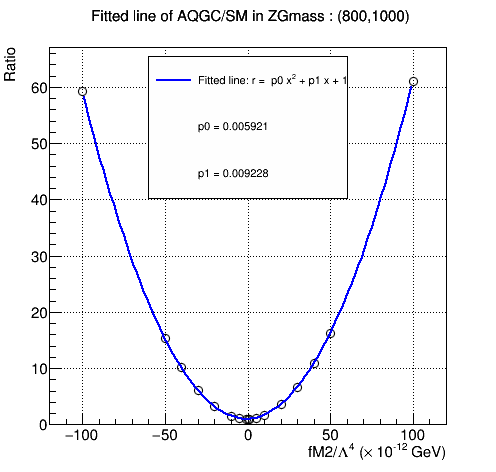 Fitted line of AQGC/SM in ZGmass : (800,1000)
Ratio
Fitted line: r = p0 x² + p1 x + 1
p0 = 0.005921
p1 = 0.009228
60
50
40
30
20
10
0
−100 −50 0 50 100
fM2/Λ⁴ (× 10⁻¹² GeV)